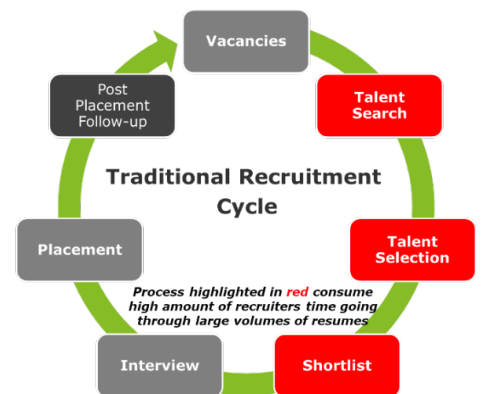 Vacancies
Talent
Search
Talent
Selection
Shortlist
Interview
Placement
Post
Placement
Follow-up
Traditional Recruitment
Cycle
Process highlighted in red consume
high amount of recruiters time going
through large volumes of resumes